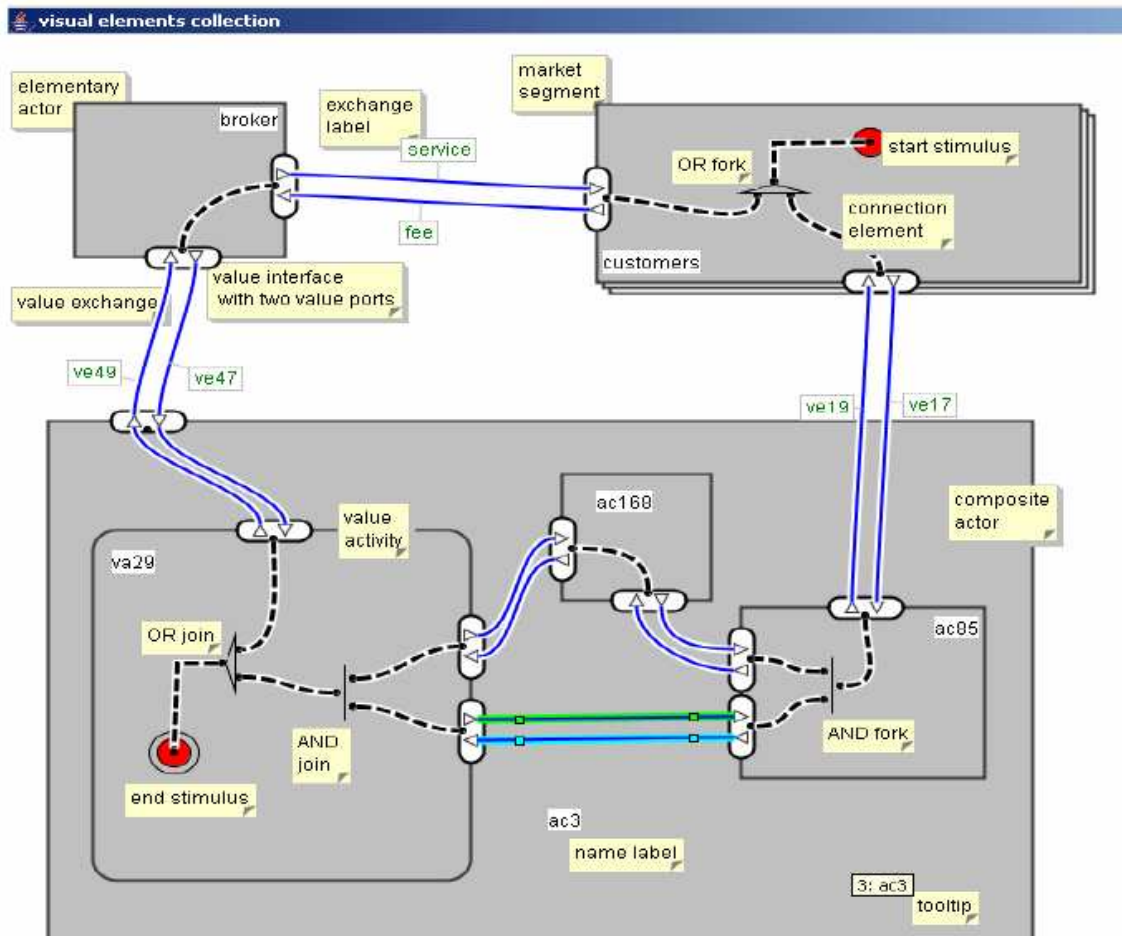 visual elements collection
elementary
actor
broker
exchange
label
service
fee
market
segment
OR fork
start stimulus
connection
element
customers
value exchange
value interface
with two value ports
ve49
ve47
ve19
ve17
composite
actor
value
activity
va29
ac168
ac85
OR join
AND
join
AND fork
end stimulus
ac3
name label
3: ac3
tooltip